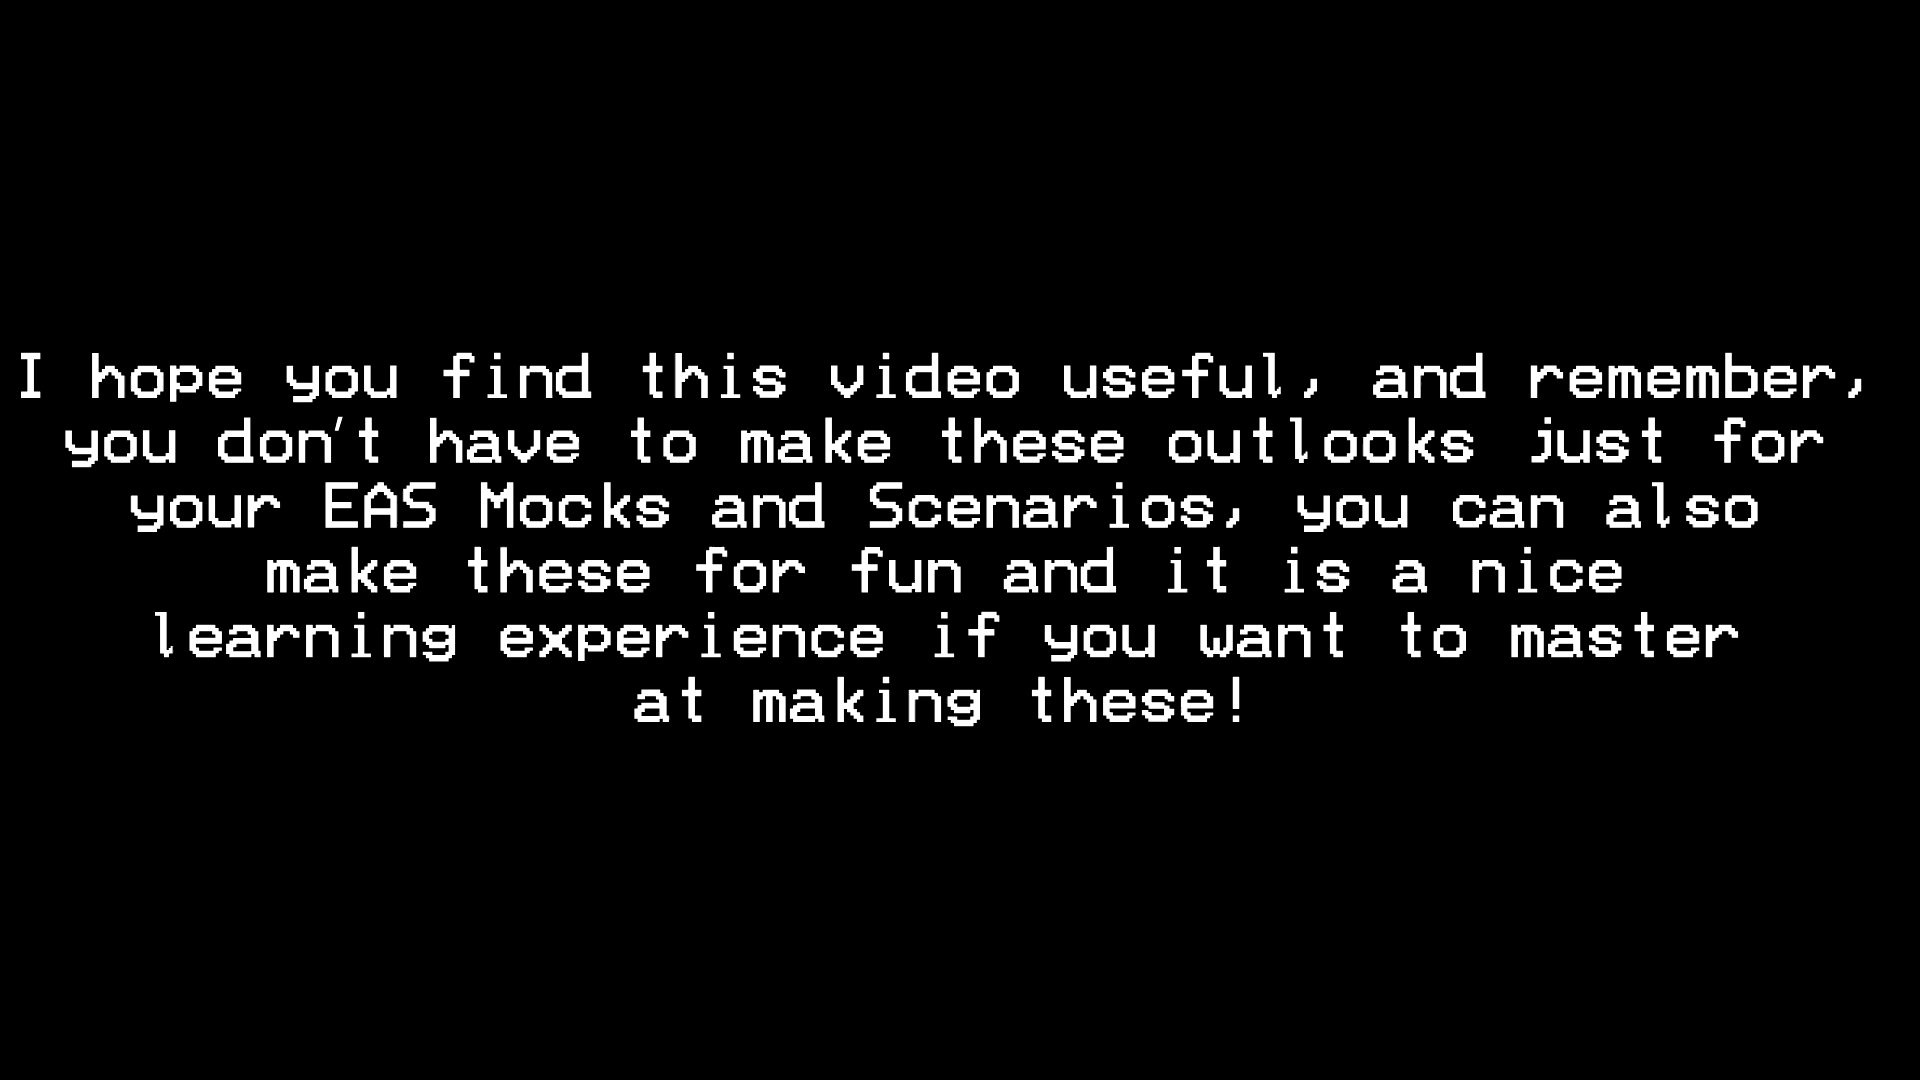 I hope you find this video useful, and remember,
you don't have to make these outlooks just for
your EAS Mocks and Scenarios, you can also
make these for fun and it is a nice
learning experience if you want to master
at making these!